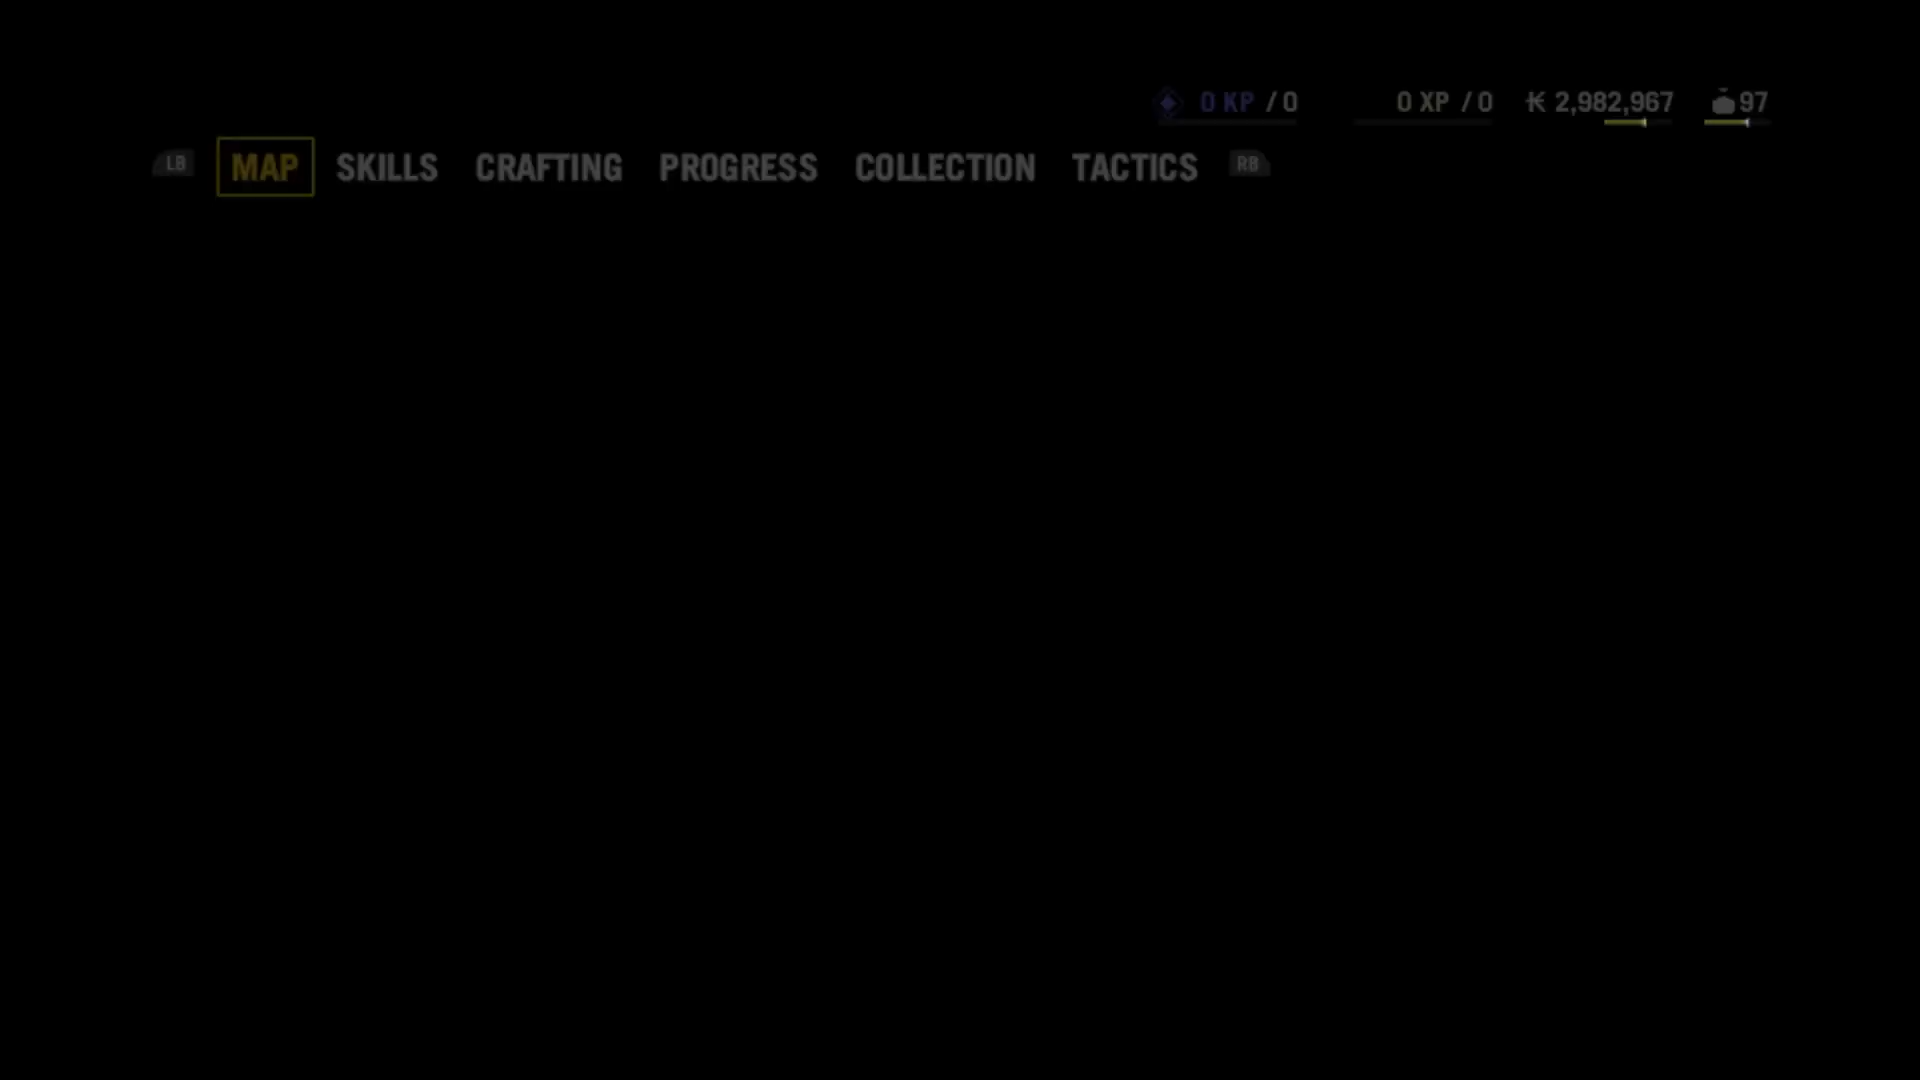 0 KP / 0 0 XP / 0 ₭ 2,982,967 97
LB MAP SKILLS CRAFTING PROGRESS COLLECTION TACTICS RB